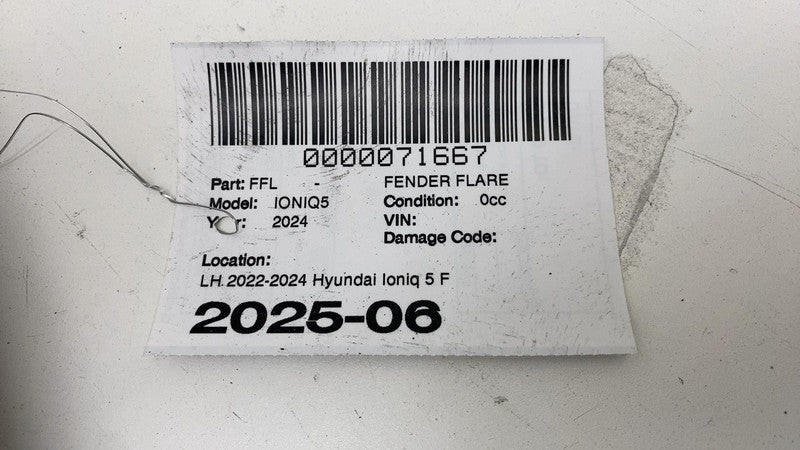 0000071667
Part: FFL - FENDER FLARE
Model: IONIQ5 Condition: 0cc
Year: 2024 VIN:
Damage Code:
Location:
LH 2022-2024 Hyundai Ioniq 5 F
2025-06